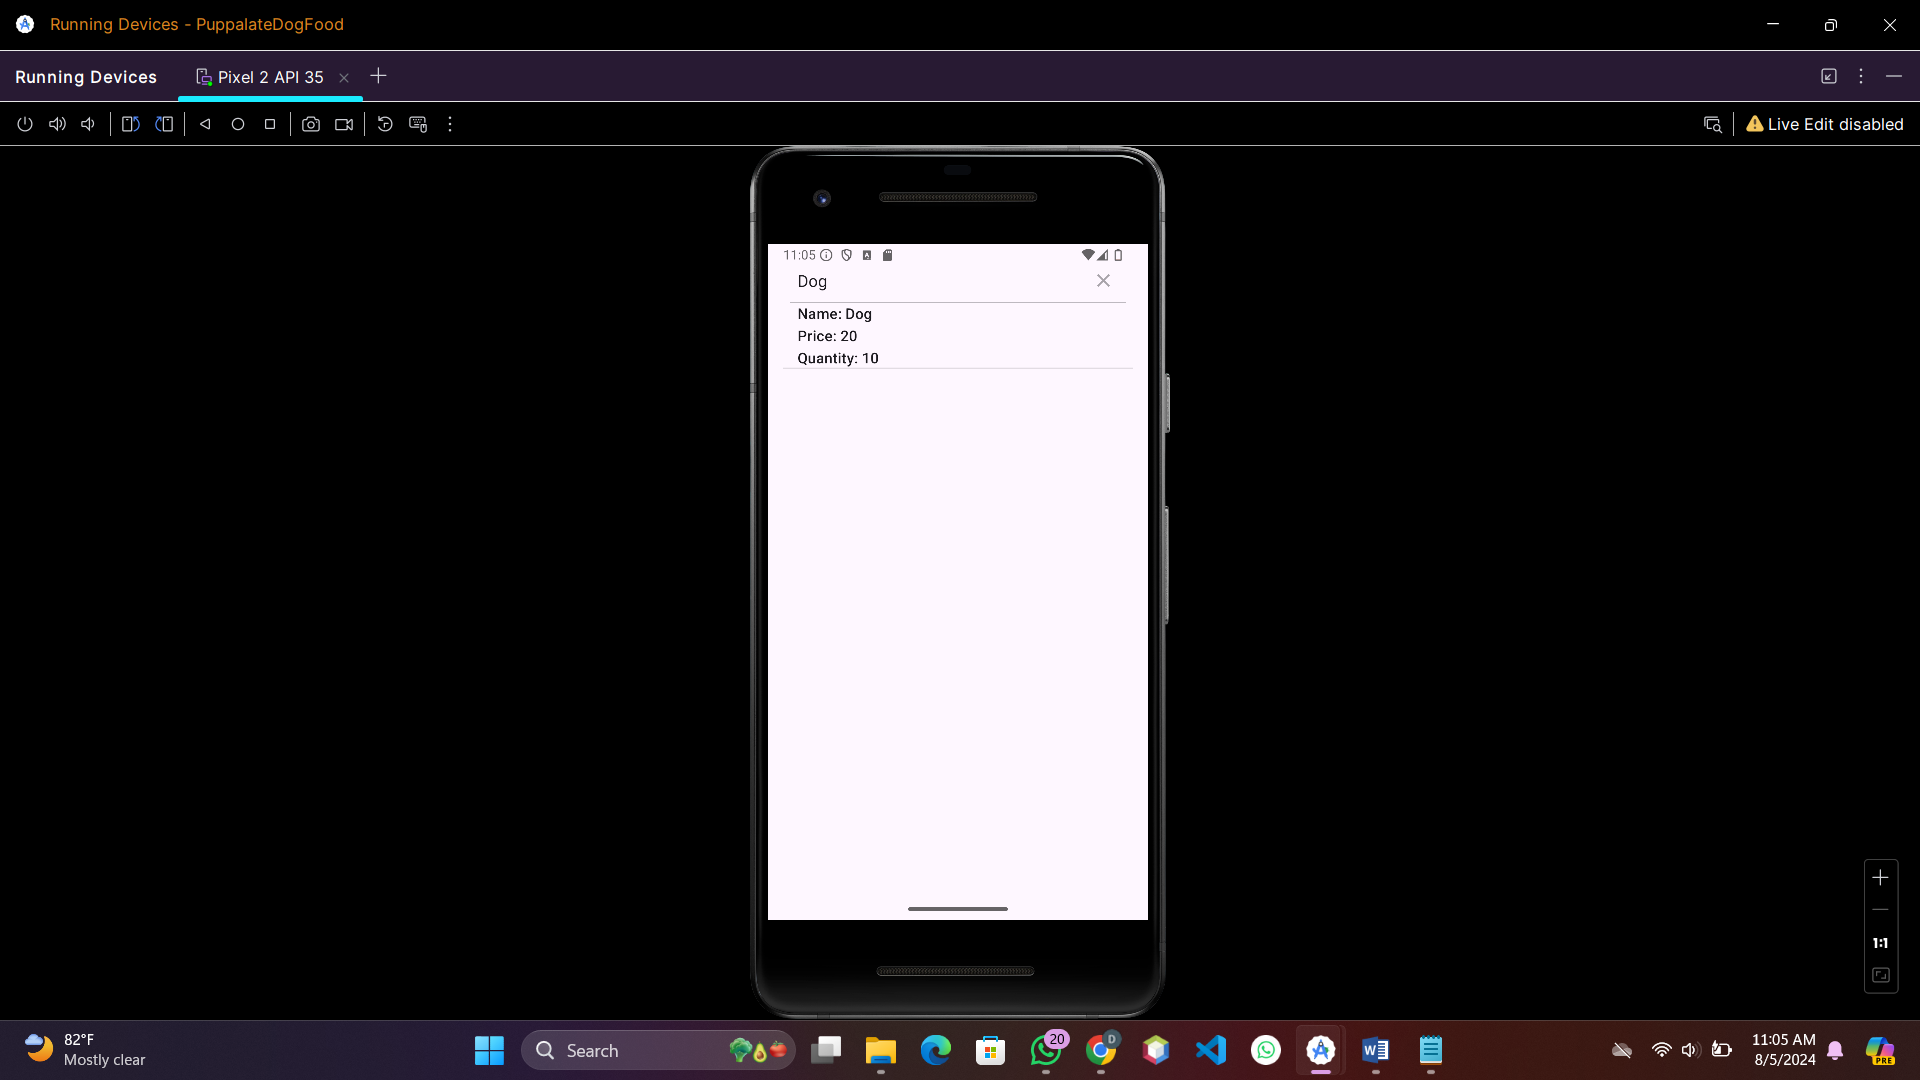 Running Devices - PuppalateDogFood
Running Devices
Pixel 2 API 35
Live Edit disabled
11:05
Dog
Name: Dog
Price: 20
Quantity: 10
1:1
82°F
Mostly clear
Search
20
D
11:05 AM
8/5/2024
PRE